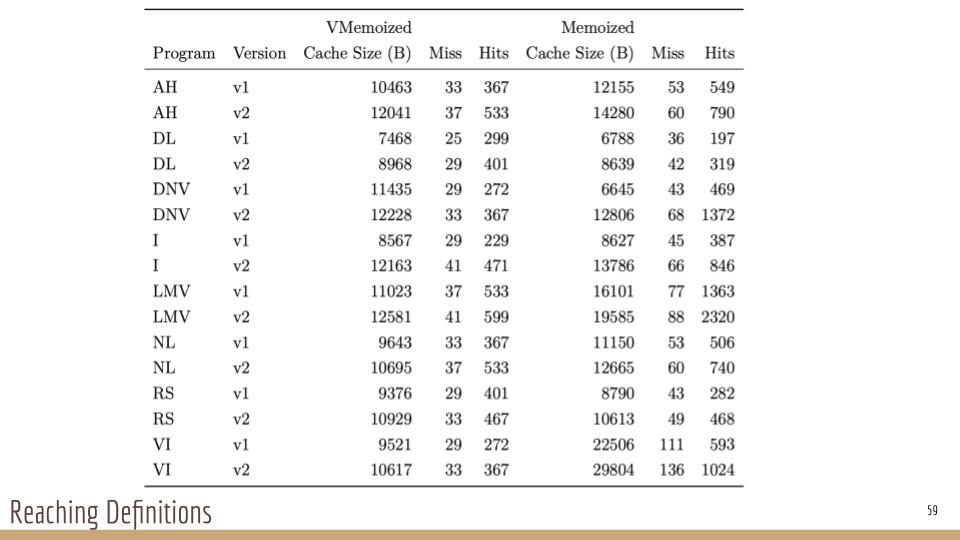 VMemoized Memoized
Program Version Cache Size (B) Miss Hits Cache Size (B) Miss Hits
AH v1 10463 33 367 12155 53 549
AH v2 12041 37 533 14280 60 790
DL v1 7468 25 299 6788 36 197
DL v2 8968 29 401 8639 42 319
DNV v1 11435 29 272 6645 43 469
DNV v2 12228 33 367 12806 68 1372
I v1 8567 29 229 8627 45 387
I v2 12163 41 471 13786 66 846
LMV v1 11023 37 533 16101 77 1363
LMV v2 12581 41 599 19585 88 2320
NL v1 9643 33 367 11150 53 506
NL v2 10695 37 533 12665 60 740
RS v1 9376 29 401 8790 43 282
RS v2 10929 33 467 10613 49 468
VI v1 9521 29 272 22506 111 593
VI v2 10617 33 367 29804 136 1024
Reaching Definitions
59